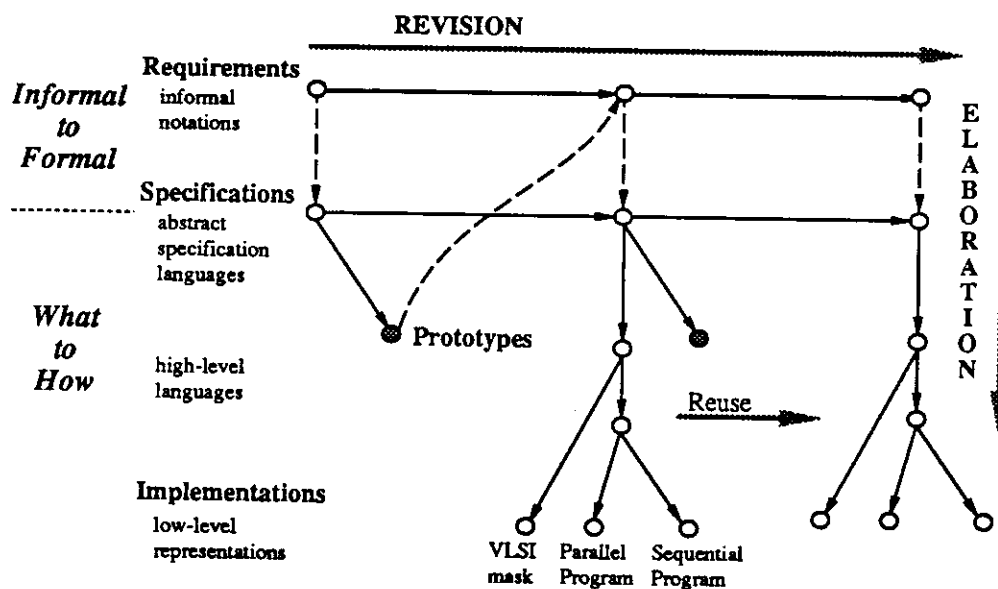 REVISION
Requirements
informal
notations
Informal
to
Formal
Specifications
abstract
specification
languages
What
to
How
Prototypes
high-level
languages
Reuse
Implementations
low-level
representations
VLSI
mask
Parallel
Program
Sequential
Program
ELABORATION